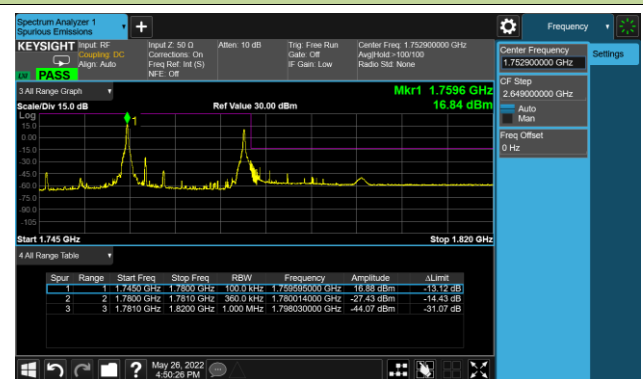 Spectrum Analyzer 1
Spurious Emissions
Frequency
KEYSIGHT
Input: RF
Coupling: DC
Align: Auto
Input Z: 50 Ω
Corrections: On
Freq Ref: Int (S)
NFE: Off
Atten: 10 dB
Trig: Free Run
Gate: Off
IF Gain: Low
Center Freq: 1.752900000 GHz
Avg|Hold:>100/100
Radio Std: None
LXI PASS
3 All Range Graph
Scale/Div 15.0 dB
Ref Value 30.00 dBm
Mkr1 1.7596 GHz
16.84 dBm
Log
15.0
0.00
-15.0
-30.0
-45.0
-60.0
-75.0
-90.0
-105
1
Start 1.745 GHz
Stop 1.820 GHz
4 All Range Table
Spur Range Start Freq Stop Freq RBW Frequency Amplitude ΔLimit
1 1 1.7450 GHz 1.7800 GHz 100.0 kHz 1.759595000 GHz 16.88 dBm -13.12 dB
2 2 1.7800 GHz 1.7810 GHz 360.0 kHz 1.780014000 GHz -27.43 dBm -14.43 dB
3 3 1.7810 GHz 1.8200 GHz 1.000 MHz 1.798030000 GHz -44.07 dBm -31.07 dB
Center Frequency
1.752900000 GHz
Settings
CF Step
2.649000000 GHz
Auto
Man
Freq Offset
0 Hz
?
May 26, 2022
4:50:26 PM